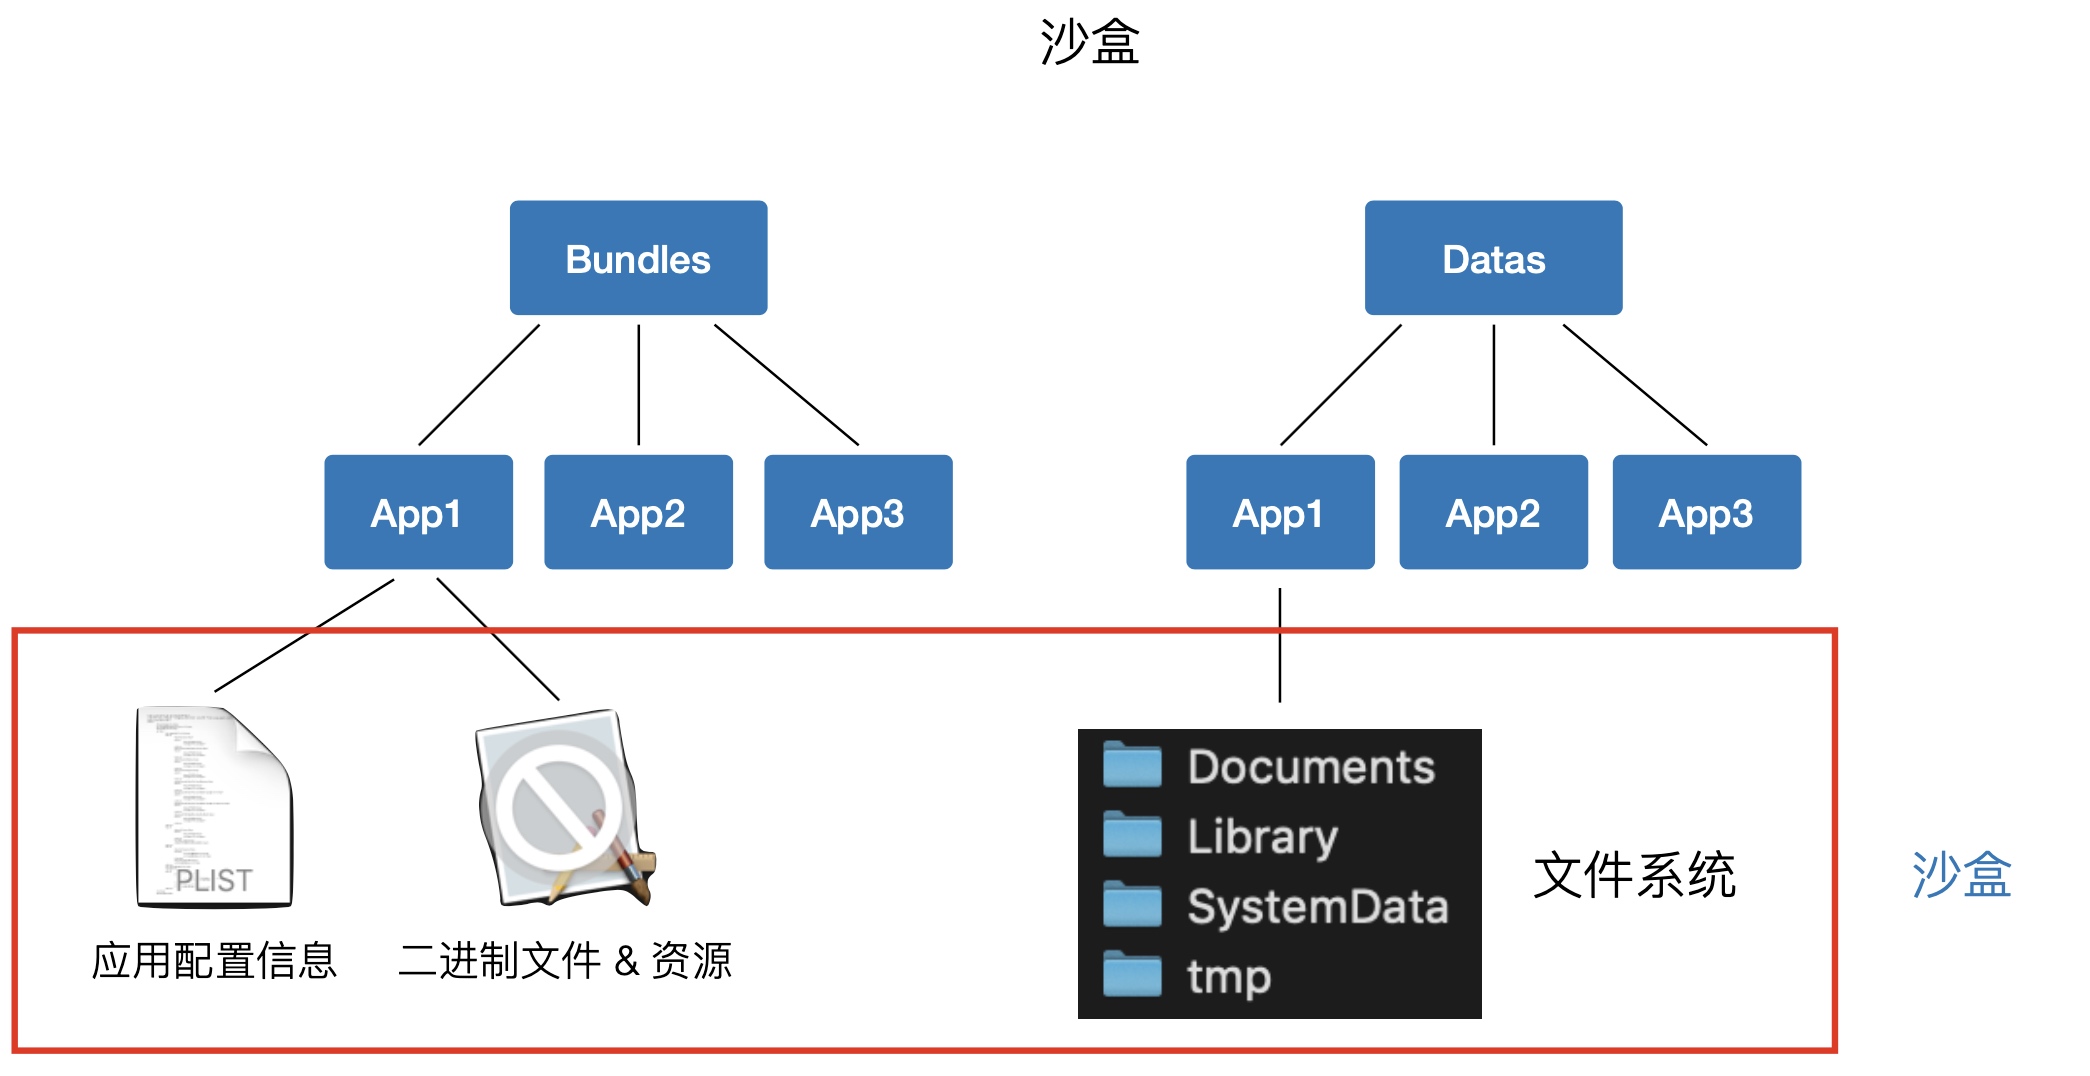 沙盒
Bundles
Datas
App1
App2
App3
App1
App2
App3
PLIST
应用配置信息
二进制文件 & 资源
Documents
Library
SystemData
tmp
文件系统
沙盒